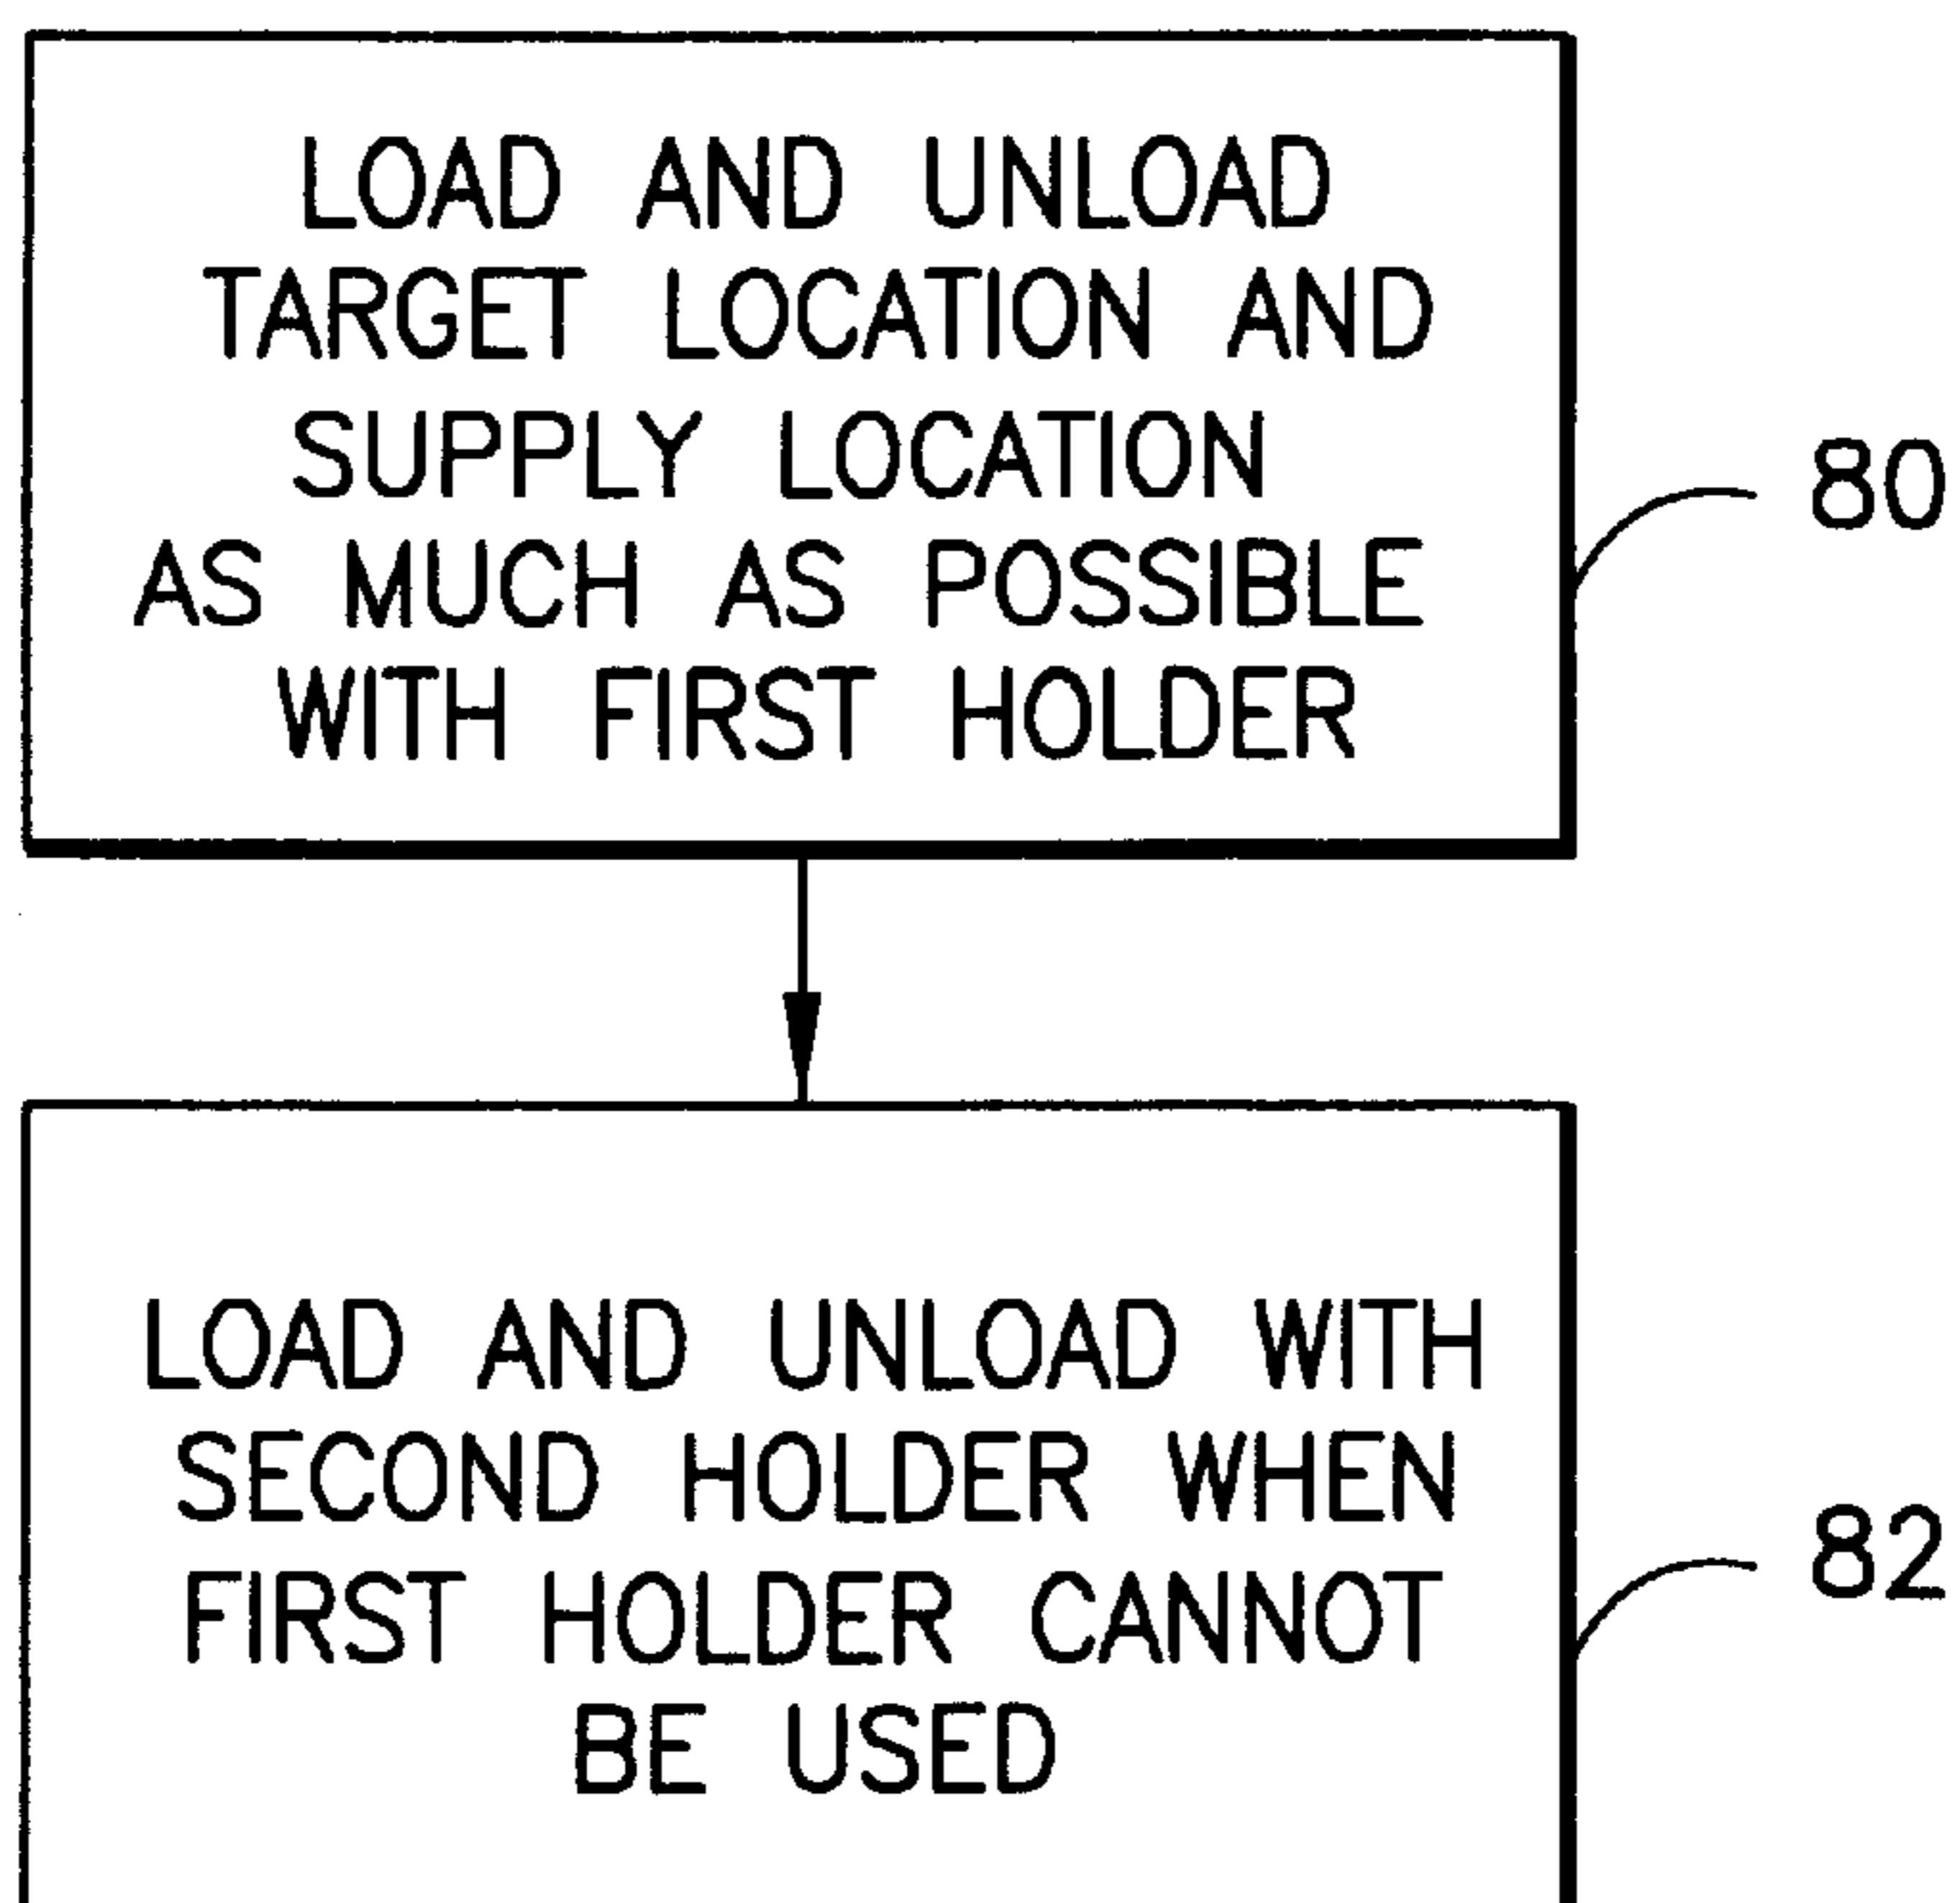 LOAD AND UNLOAD
TARGET LOCATION AND
SUPPLY LOCATION
AS MUCH AS POSSIBLE
WITH FIRST HOLDER
80
LOAD AND UNLOAD WITH
SECOND HOLDER WHEN
FIRST HOLDER CANNOT
BE USED
82